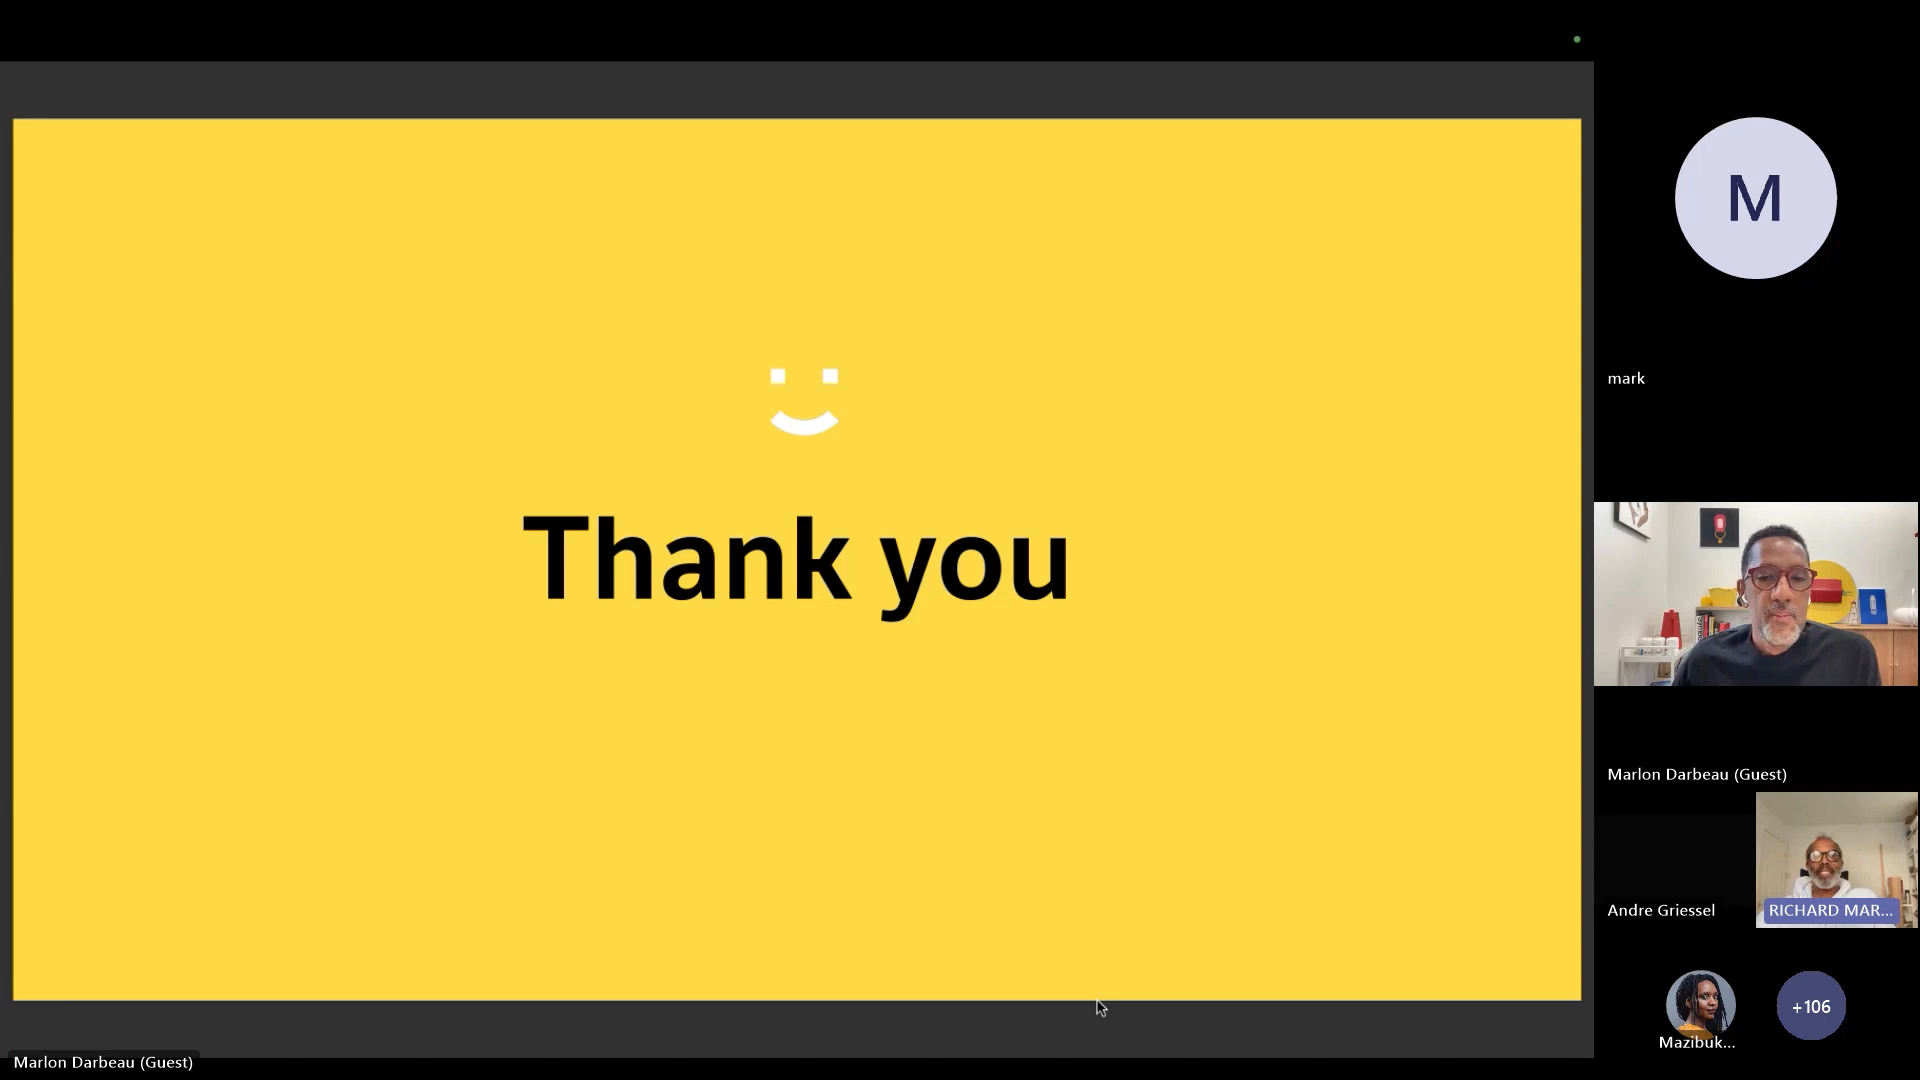 Thank you
M
mark
Marlon Darbeau (Guest)
Andre Griessel
RICHARD MAR...
Mazibuk...
+106
Marlon Darbeau (Guest)